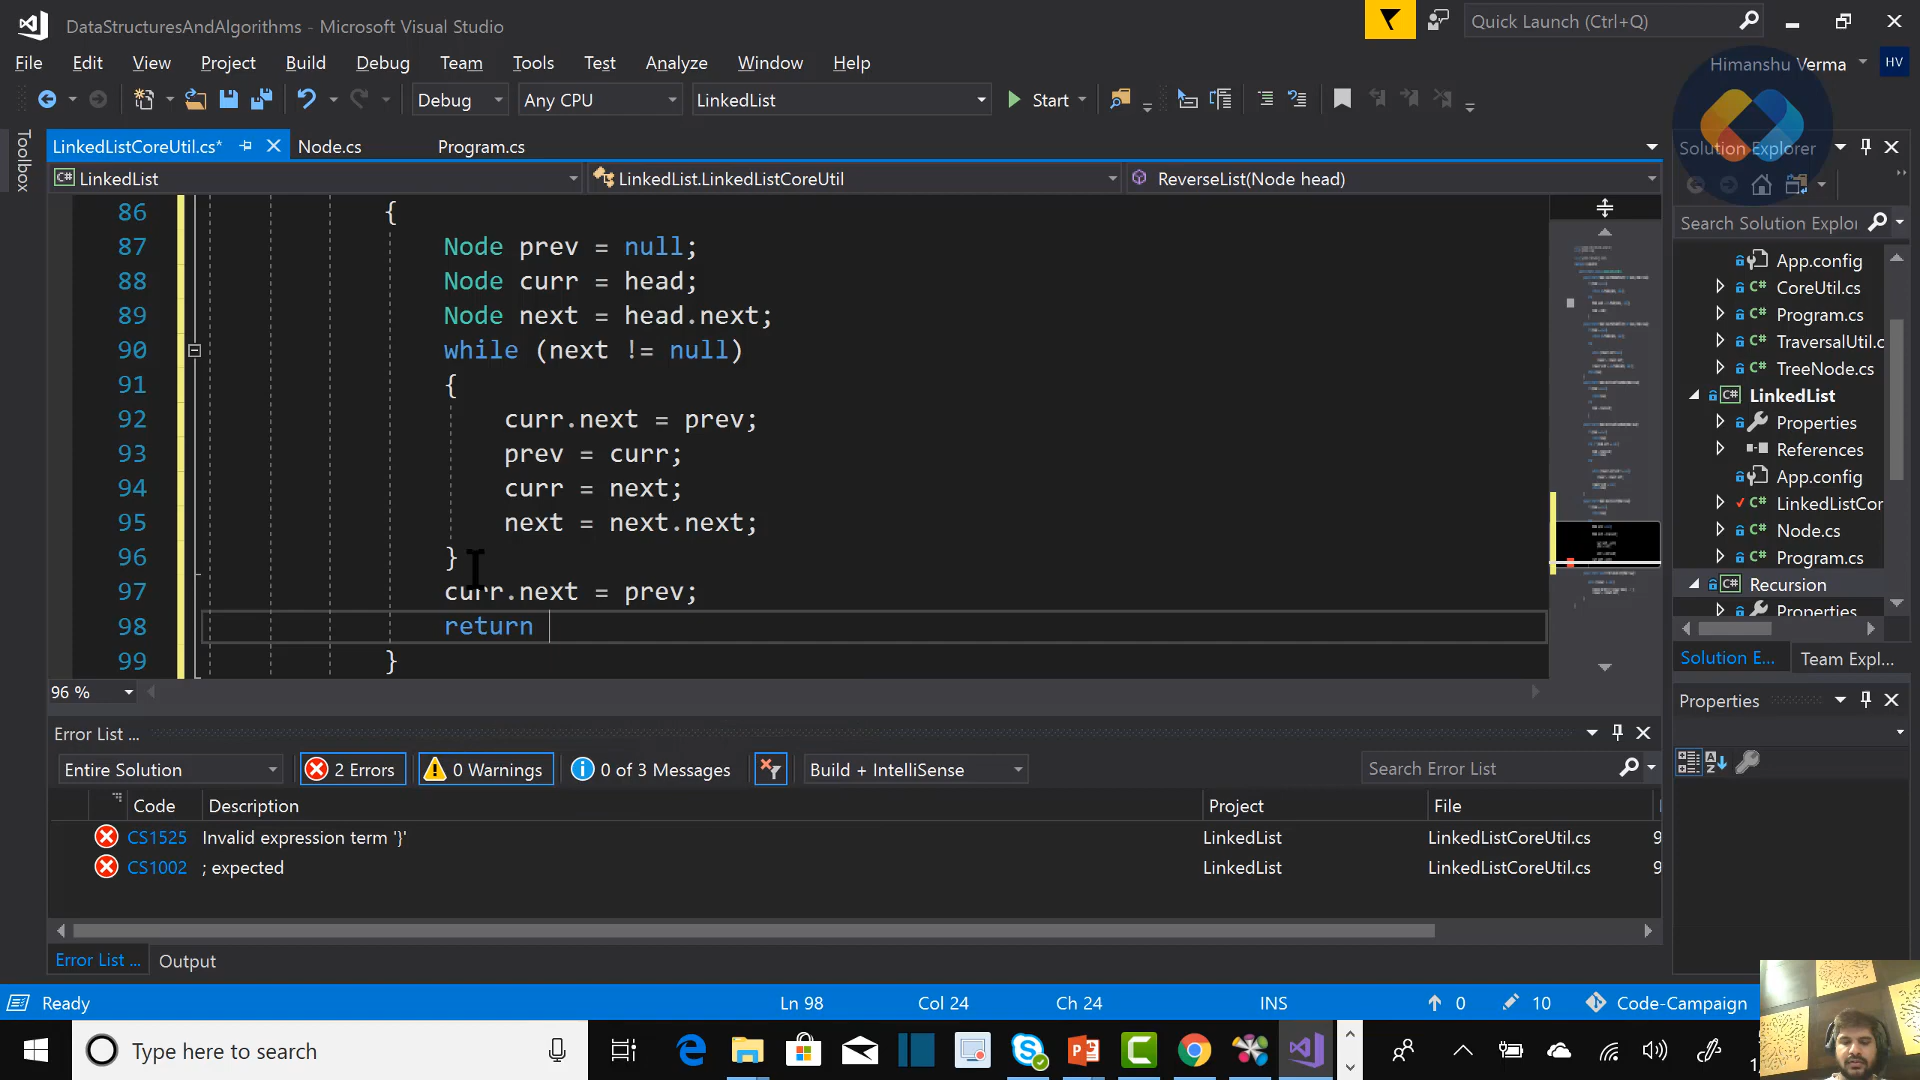 DataStructuresAndAlgorithms - Microsoft Visual Studio
Quick Launch (Ctrl+Q)
File Edit View Project Build Debug Team Tools Test Analyze Window Help
Himanshu Verma HV
Debug Any CPU LinkedList Start
Toolbox
LinkedListCoreUtil.cs* Node.cs Program.cs
LinkedList LinkedList.LinkedListCoreUtil ReverseList(Node head)
86 {
87 Node prev = null;
88 Node curr = head;
89 Node next = head.next;
90 while (next != null)
91 {
92 curr.next = prev;
93 prev = curr;
94 curr = next;
95 next = next.next;
96 }
97 curr.next = prev;
98 return
99 }
96 %
Solution Explorer
Search Solution Explor
App.config
C# CoreUtil.cs
C# Program.cs
C# TraversalUtil.c
C# TreeNode.cs
C# LinkedList
Properties
References
App.config
C# LinkedListCor
C# Node.cs
C# Program.cs
C# Recursion
Properties
Solution E... Team Expl...
Properties
Error List ...
Entire Solution 2 Errors 0 Warnings 0 of 3 Messages Build + IntelliSense Search Error List
Code Description Project File
CS1525 Invalid expression term '}' LinkedList LinkedListCoreUtil.cs 9
CS1002 ; expected LinkedList LinkedListCoreUtil.cs 9
Error List ... Output
Ready Ln 98 Col 24 Ch 24 INS 0 10 Code-Campaign
Type here to search